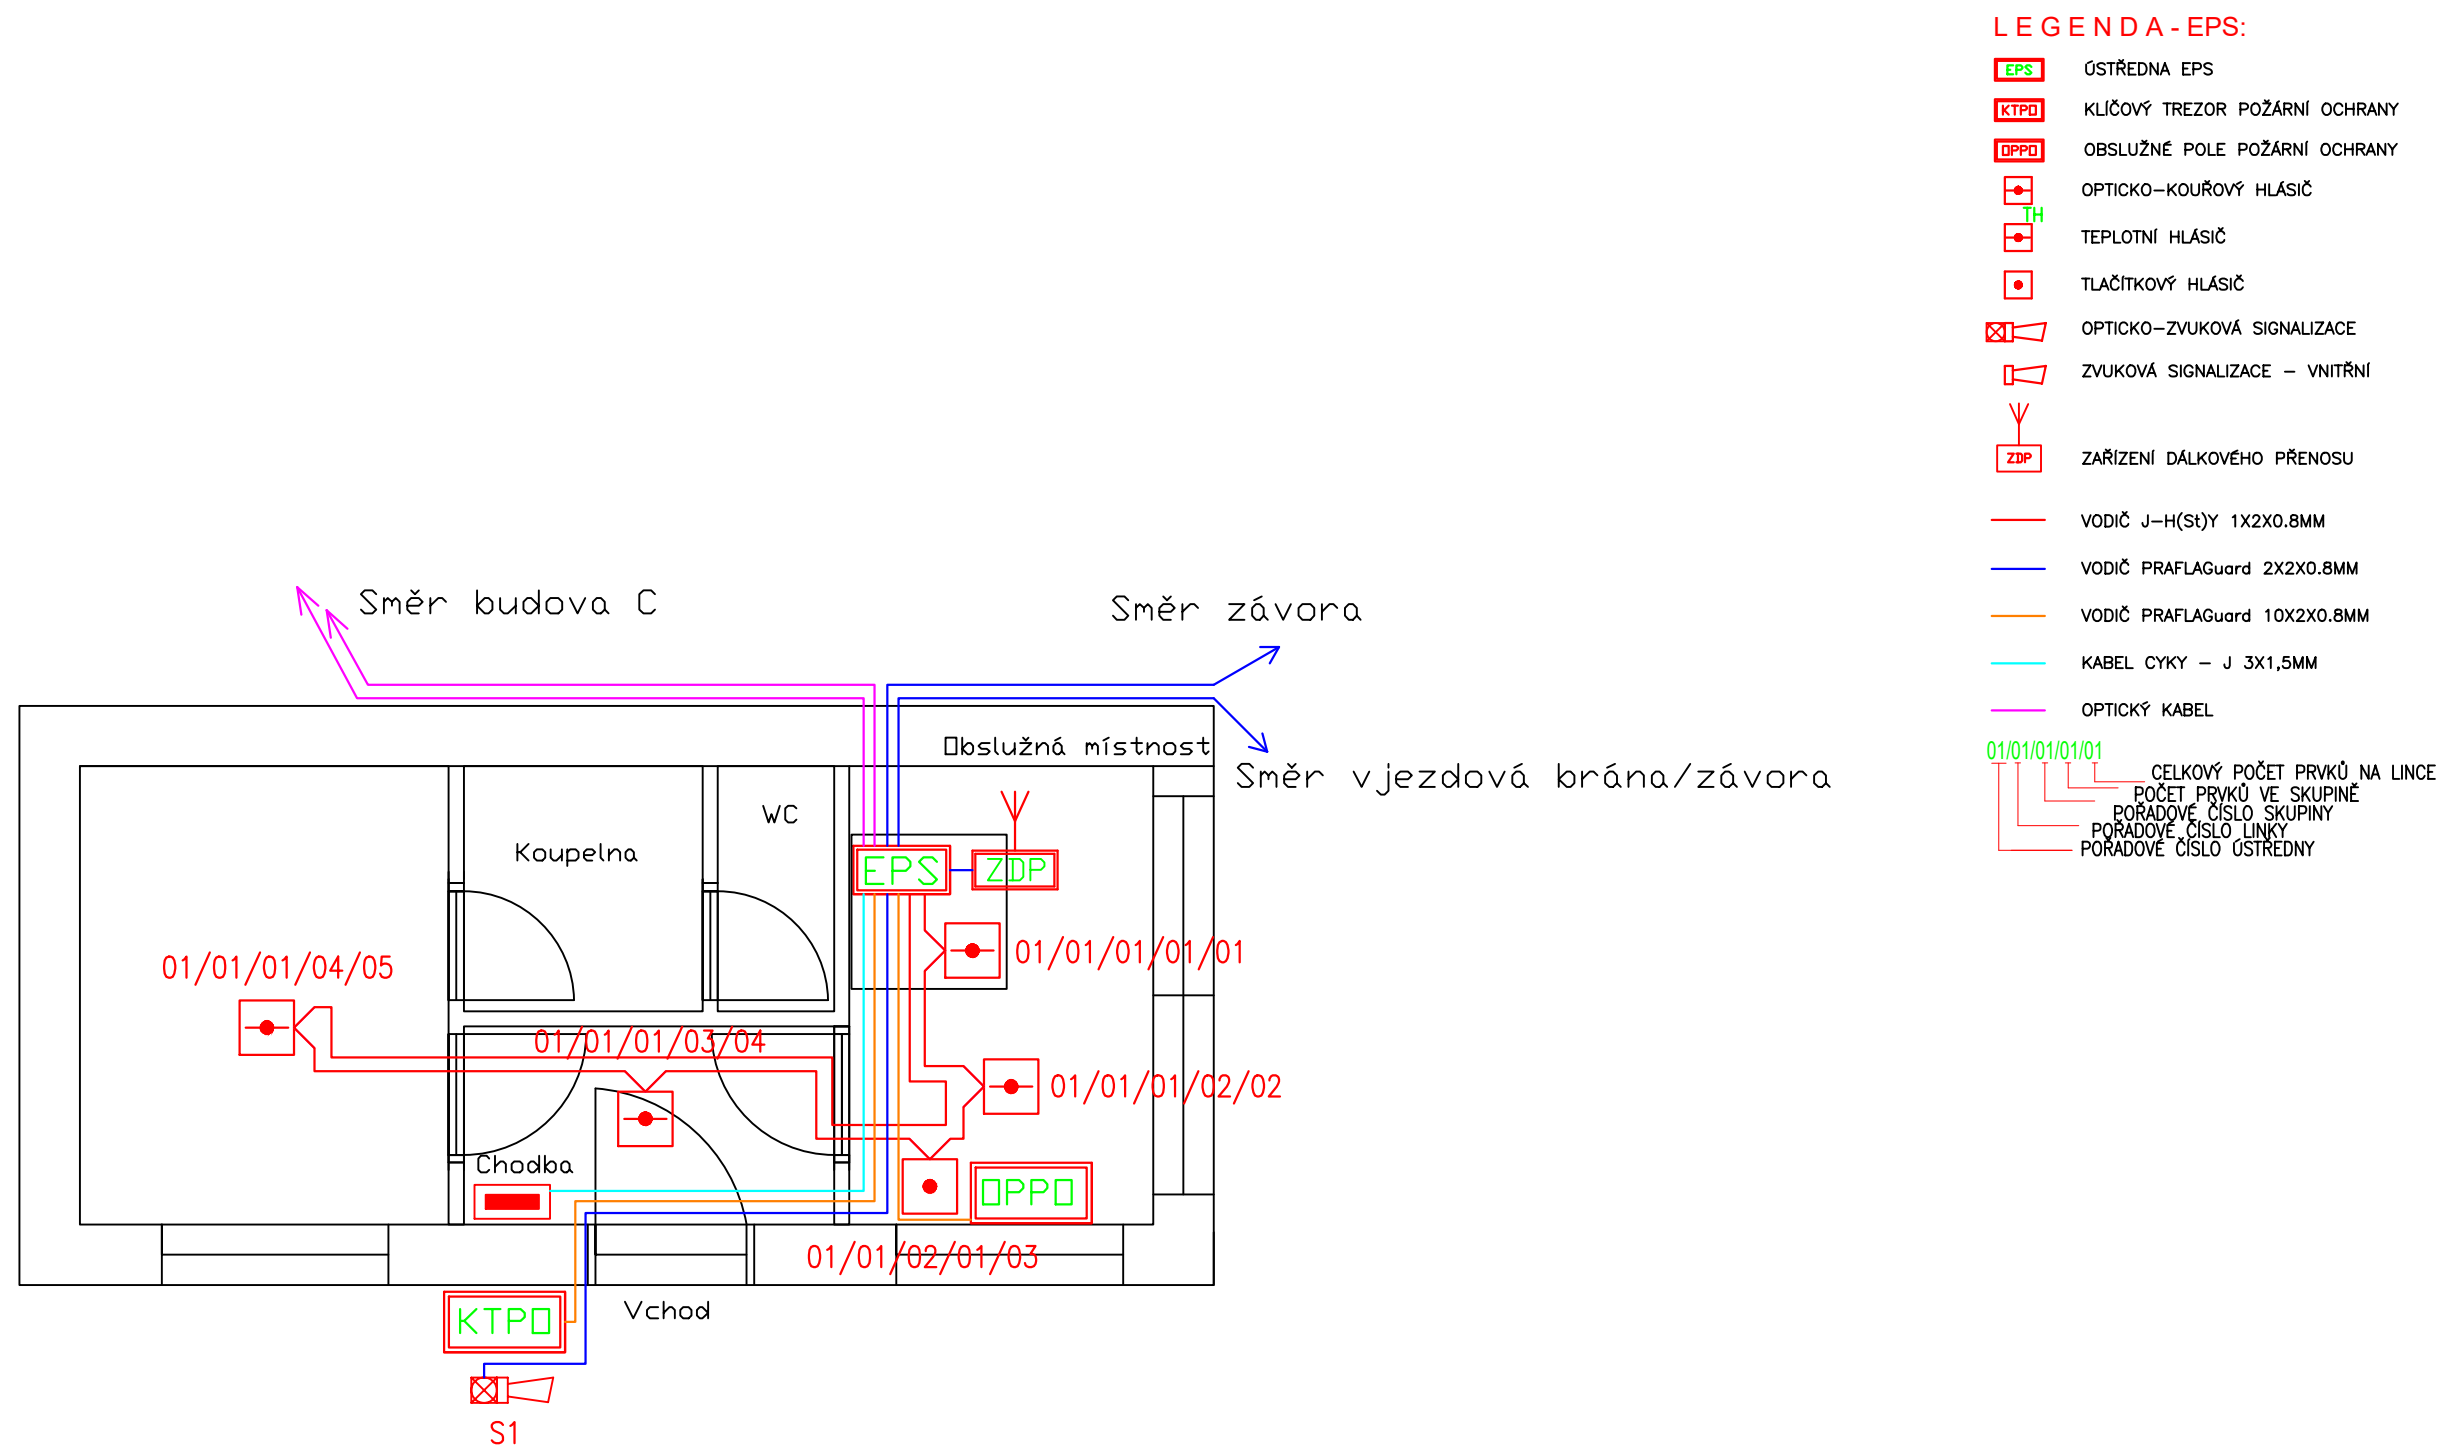 L E G E N D A - EPS:
EPS ÚSTŘEDNA EPS
KTPO KLÍČOVÝ TREZOR POŽÁRNÍ OCHRANY
OPPO OBSLUŽNÉ POLE POŽÁRNÍ OCHRANY
OPTICKO-KOUŘOVÝ HLÁSIČ
TH
TEPLOTNÍ HLÁSIČ
TLAČÍTKOVÝ HLÁSIČ
OPTICKO-ZVUKOVÁ SIGNALIZACE
ZVUKOVÁ SIGNALIZACE - VNITŘNÍ
ZDP ZAŘÍZENÍ DÁLKOVÉHO PŘENOSU
VODIČ J-H(St)Y 1X2X0.8MM
VODIČ PRAFLAGuard 2X2X0.8MM
VODIČ PRAFLAGuard 10X2X0.8MM
KABEL CYKY - J 3X1,5MM
OPTICKÝ KABEL
01/01/01/01/01
CELKOVÝ POČET PRVKŮ NA LINCE
POČET PRVKŮ VE SKUPINĚ
POŘADOVÉ ČÍSLO SKUPINY
POŘADOVÉ ČÍSLO LINKY
POŘADOVÉ ČÍSLO ÚSTŘEDNY
Směr budova C
Směr závora
Obslužná místnost
Směr vjezdová brána/závora
WC
Koupelna
EPS
ZDP
01/01/01/01/01
01/01/01/04/05
01/01/01/03/04
01/01/01/02/02
Chodba
OPPO
01/01/02/01/03
KTPO
Vchod
S1